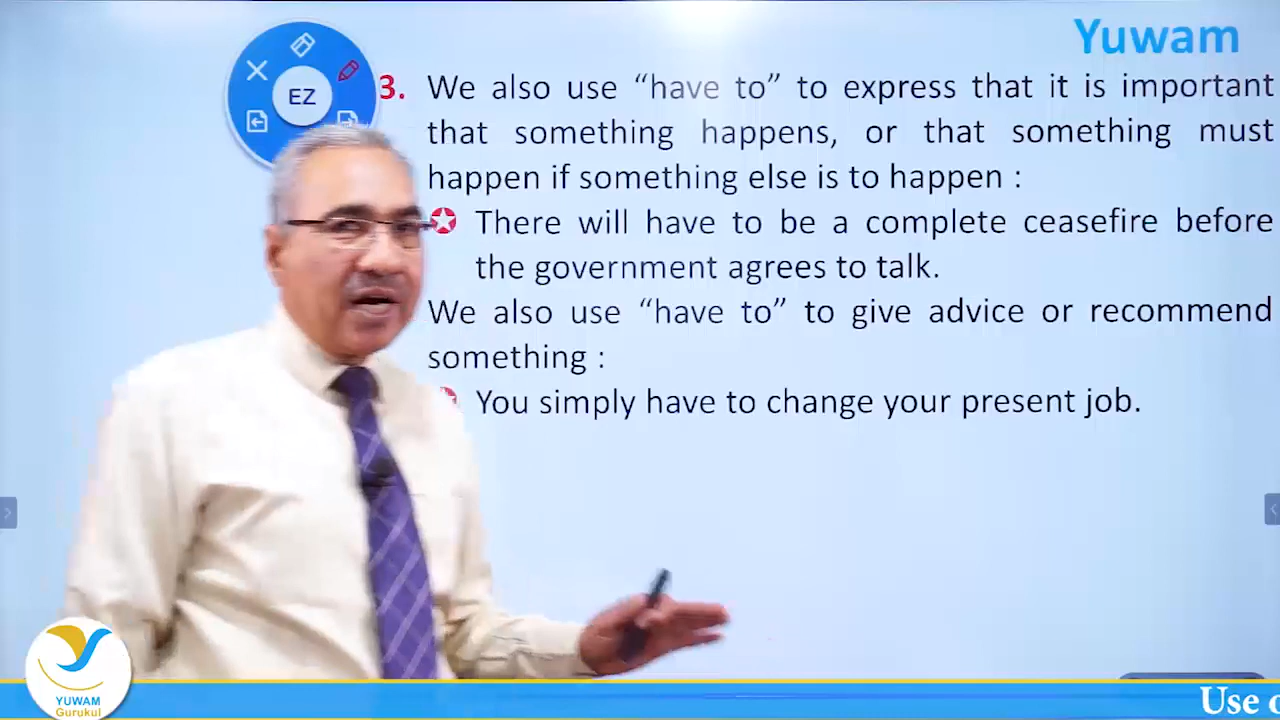 Yuwam
EZ
3. We also use “have to” to express that it is important
that something happens, or that something must
happen if something else is to happen :
There will have to be a complete ceasefire before
the government agrees to talk.
We also use “have to” to give advice or recommend
something :
You simply have to change your present job.
YUWAM
Gurukul
Use